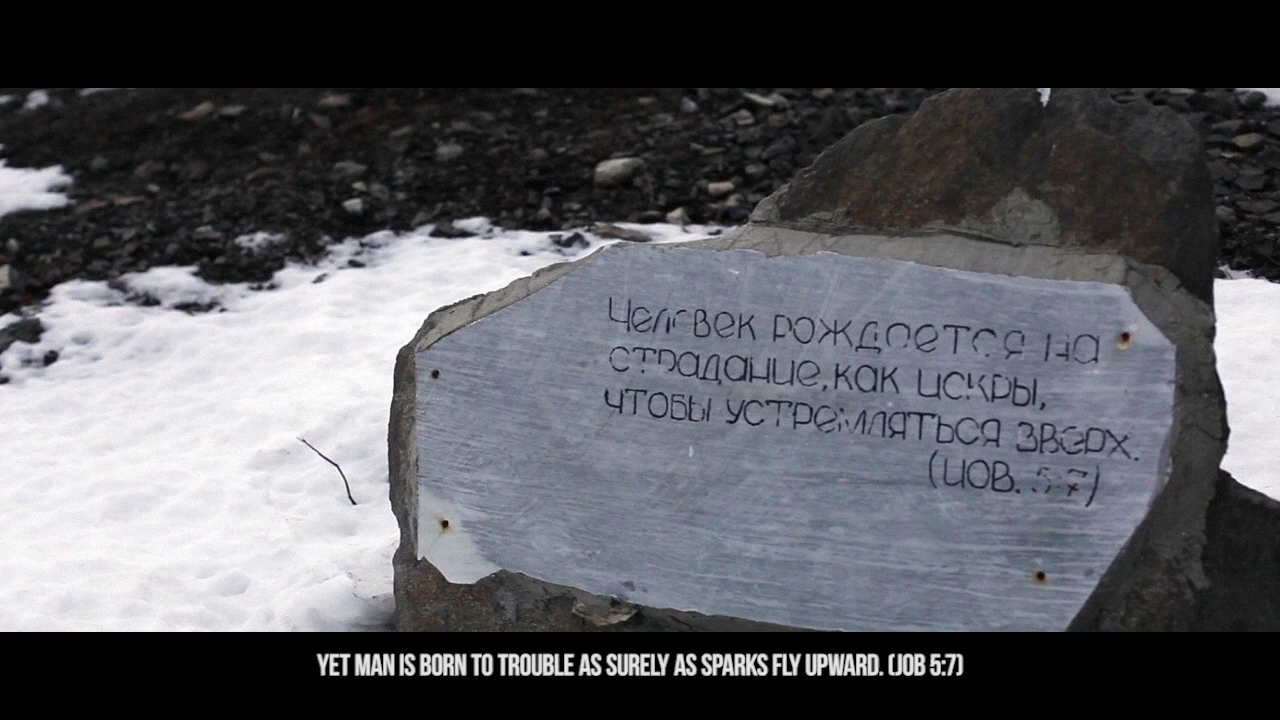 Человек рождается на
страдание, как искры,
чтобы устремляться вверх.
(Иов. 5:7)
YET MAN IS BORN TO TROUBLE AS SURELY AS SPARKS FLY UPWARD. (JOB 5:7)